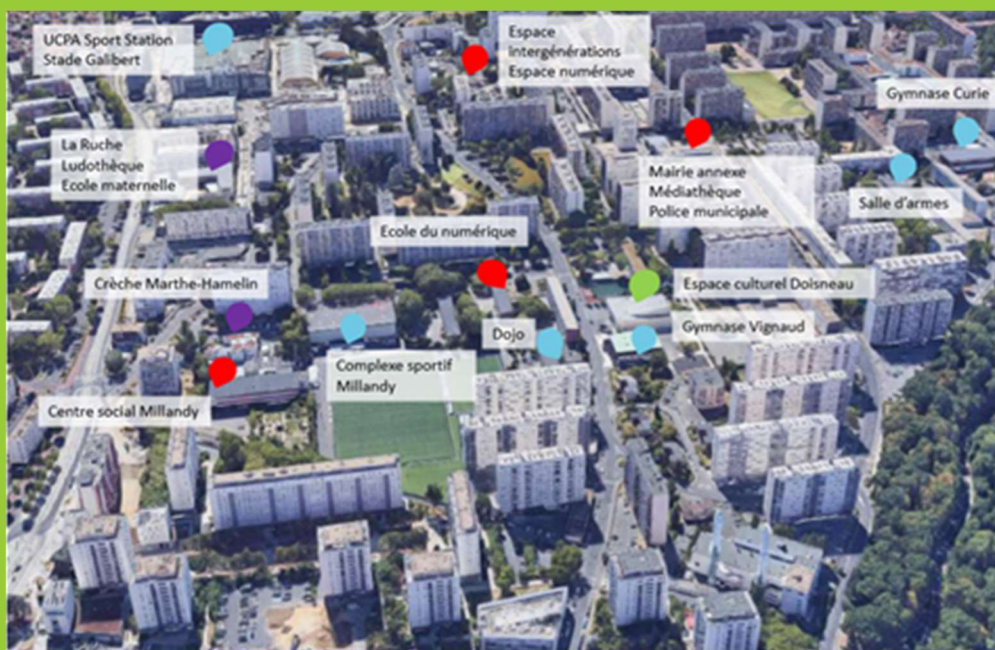 UCPA Sport Station
Stade Galibert
Espace
Intergénérations
Espace numérique
Gymnase Curie
La Ruche
Ludothèque
Ecole maternelle
Mairie annexe
Médiathèque
Police municipale
Salle d'armes
Ecole du numérique
Crèche Marthe-Hamelin
Espace culturel Doisneau
Dojo
Gymnase Vignaud
Complexe sportif
Millandy
Centre social Millandy